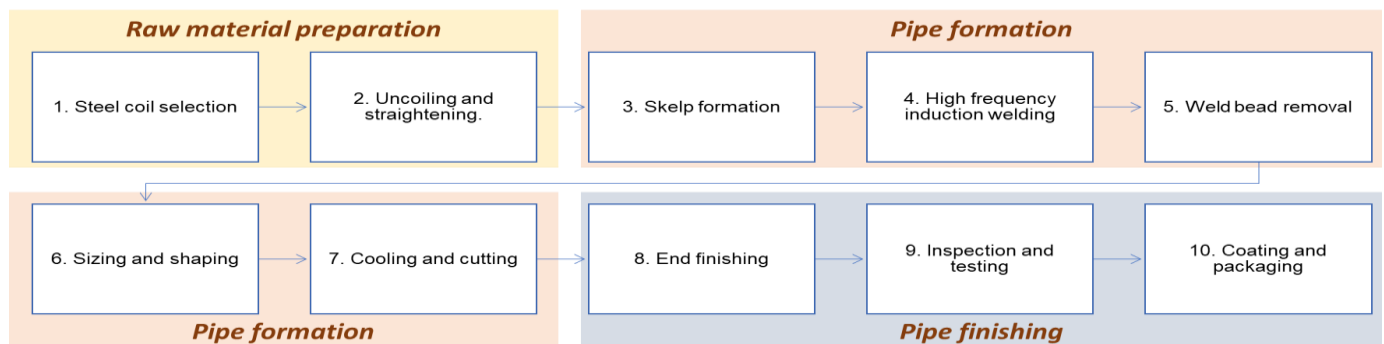 Raw material preparation
Pipe formation
1. Steel coil selection
2. Uncoiling and
straightening.
3. Skelp formation
4. High frequency
induction welding
5. Weld bead removal
6. Sizing and shaping
7. Cooling and cutting
8. End finishing
9. Inspection and
testing
10. Coating and
packaging
Pipe formation
Pipe finishing